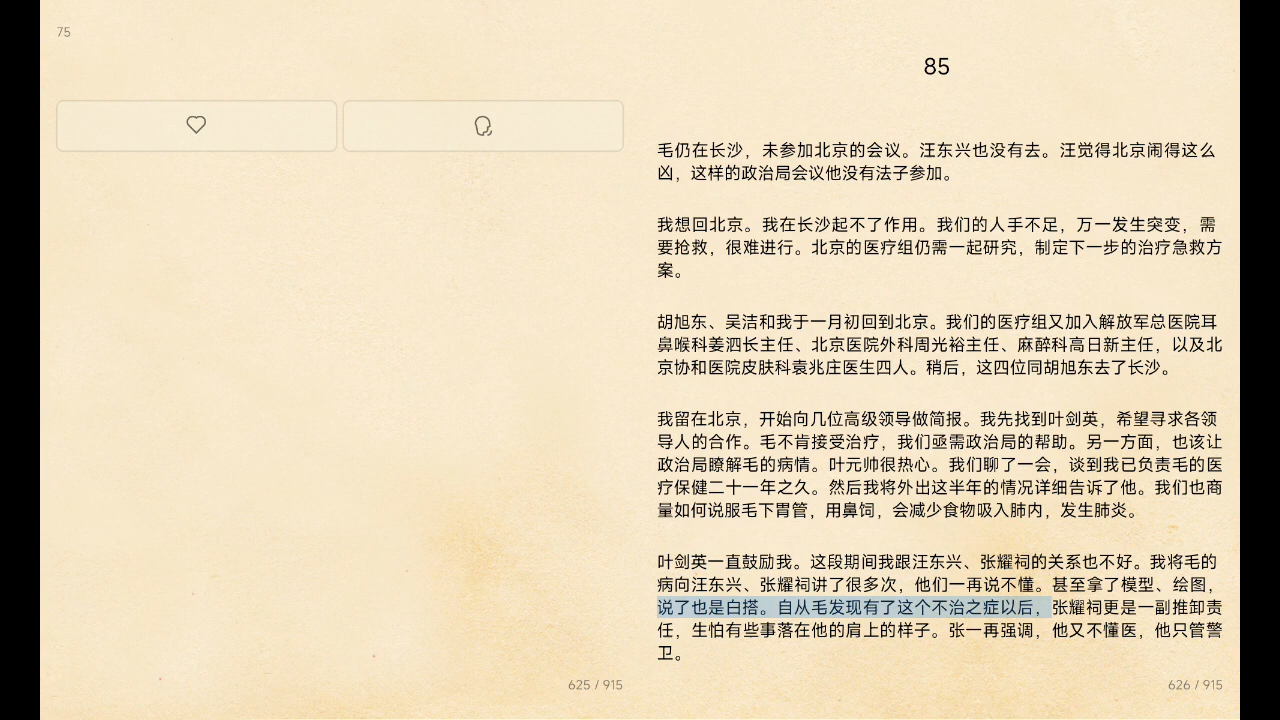 75
85
毛仍在长沙，未参加北京的会议。汪东兴也没有去。汪觉得北京闹得这么
凶，这样的政治局会议他没有法子参加。
我想回北京。我在长沙起不了作用。我们的人手不足，万一发生突变，需
要抢救，很难进行。北京的医疗组仍需一起研究，制定下一步的治疗急救方
案。
胡旭东、吴洁和我于一月初回到北京。我们的医疗组又加入解放军总医院耳
鼻喉科姜泗长主任、北京医院外科周光裕主任、麻醉科高日新主任，以及北
京协和医院皮肤科袁兆庄医生四人。稍后，这四位同胡旭东去了长沙。
我留在北京，开始向几位高级领导做简报。我先找到叶剑英，希望寻求各领
导人的合作。毛不肯接受治疗，我们亟需政治局的帮助。另一方面，也该让
政治局瞭解毛的病情。叶元帅很热心。我们聊了一会，谈到我已负责毛的医
疗保健二十一年之久。然后我将外出这半年的情况详细告诉了他。我们也商
量如何说服毛下胃管，用鼻饲，会减少食物吸入肺内，发生肺炎。
叶剑英一直鼓励我。这段期间我跟汪东兴、张耀祠的关系也不好。我将毛的
病向汪东兴、张耀祠讲了很多次，他们一再说不懂。甚至拿了模型、绘图，
说了也是白搭。自从毛发现有了这个不治之症以后，张耀祠更是一副推卸责
任，生怕有些事落在他的肩上的样子。张一再强调，他又不懂医，他只管警
卫。
625 / 915
626 / 915